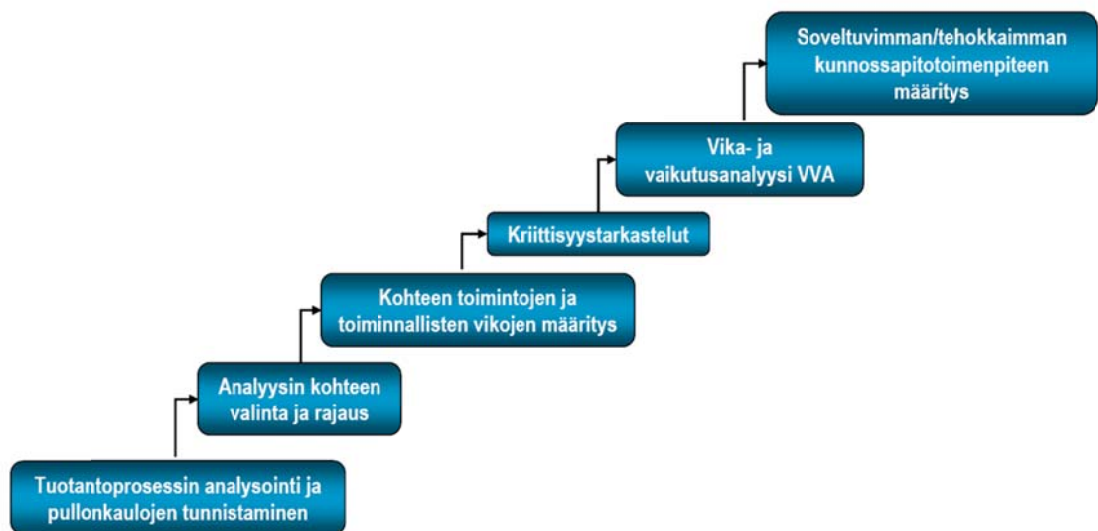 Soveltuvimman/tehokkaimman
kunnossapitotoimenpiteen
määritys
Vika- ja
vaikutusanalyysi VVA
Kriittisyystarkastelut
Kohteen toimintojen ja
toiminnallisten vikojen määritys
Analyysin kohteen
valinta ja rajaus
Tuotantoprosessin analysointi ja
pullonkaulojen tunnistaminen